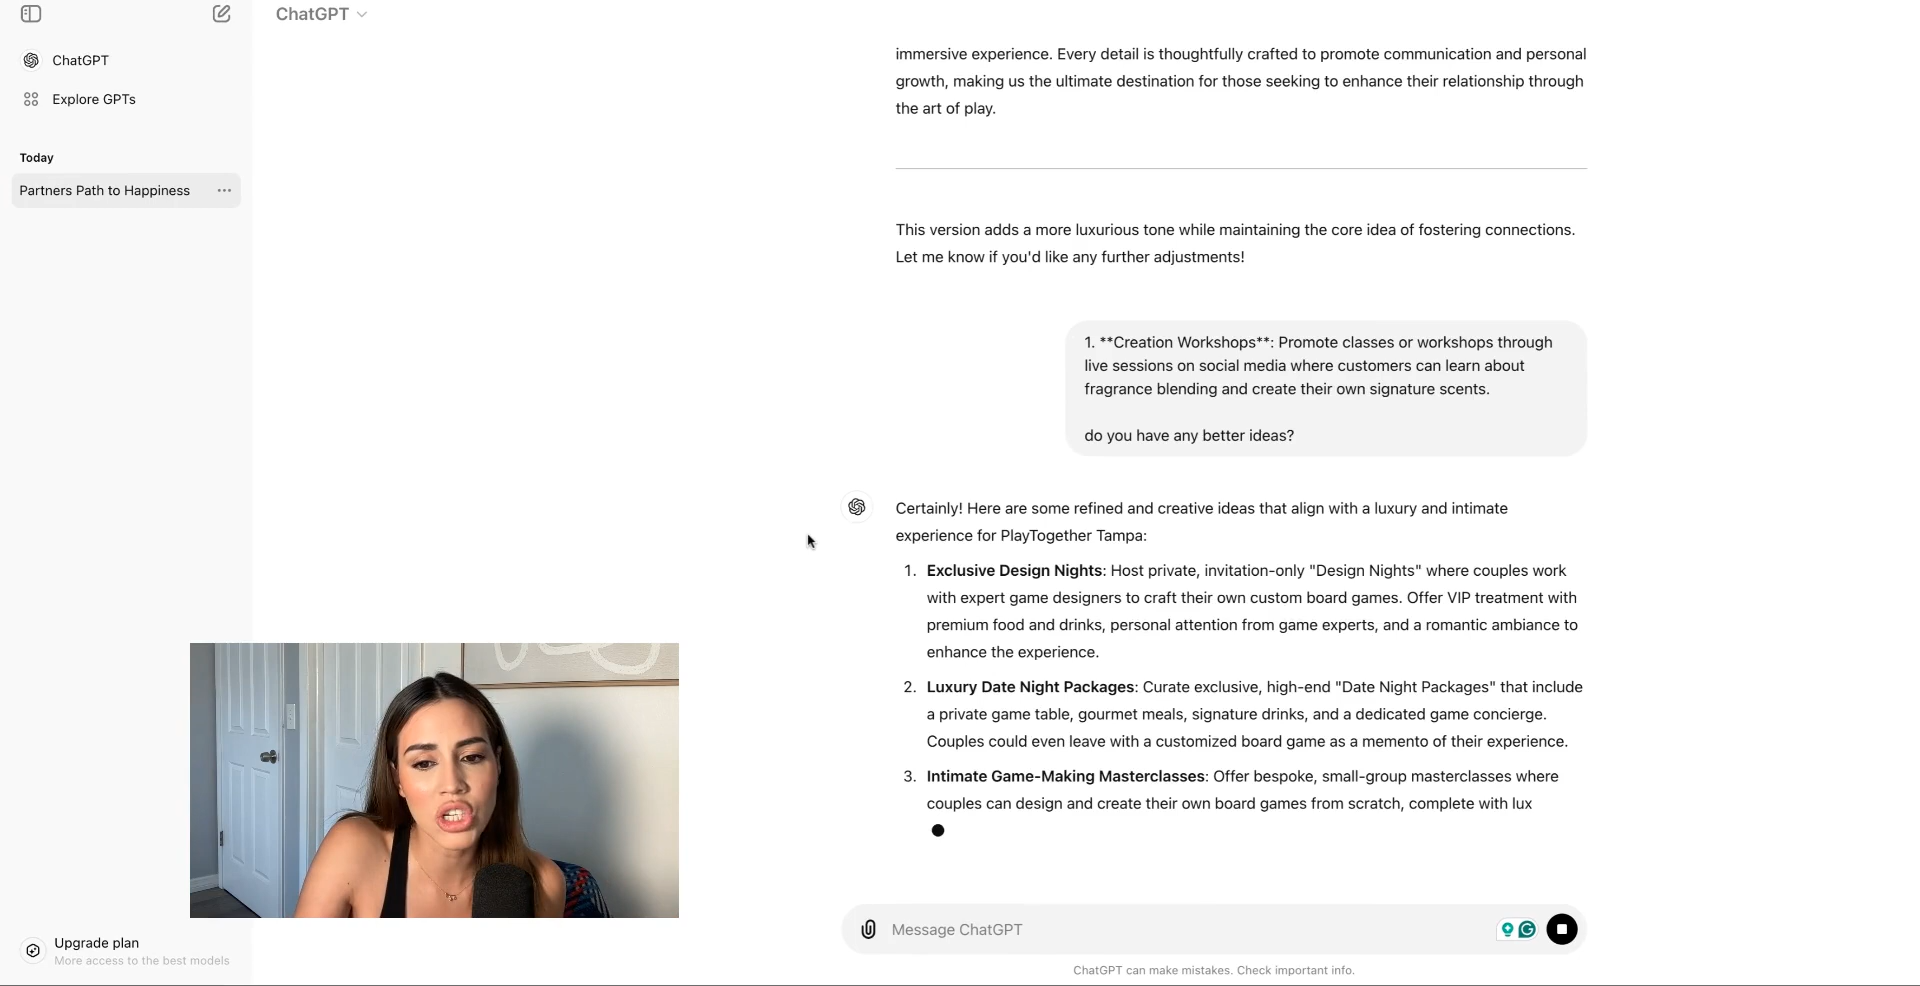 ChatGPT
ChatGPT
Explore GPTs
Today
Partners Path to Happiness
immersive experience. Every detail is thoughtfully crafted to promote communication and personal
growth, making us the ultimate destination for those seeking to enhance their relationship through
the art of play.
This version adds a more luxurious tone while maintaining the core idea of fostering connections.
Let me know if you'd like any further adjustments!
1. **Creation Workshops**: Promote classes or workshops through
live sessions on social media where customers can learn about
fragrance blending and create their own signature scents.
do you have any better ideas?
Certainly! Here are some refined and creative ideas that align with a luxury and intimate
experience for PlayTogether Tampa:
1. Exclusive Design Nights: Host private, invitation-only "Design Nights" where couples work
with expert game designers to craft their own custom board games. Offer VIP treatment with
premium food and drinks, personal attention from game experts, and a romantic ambiance to
enhance the experience.
2. Luxury Date Night Packages: Curate exclusive, high-end "Date Night Packages" that include
a private game table, gourmet meals, signature drinks, and a dedicated game concierge.
Couples could even leave with a customized board game as a memento of their experience.
3. Intimate Game-Making Masterclasses: Offer bespoke, small-group masterclasses where
couples can design and create their own board games from scratch, complete with lux
Upgrade plan
More access to the best models
Message ChatGPT
ChatGPT can make mistakes. Check important info.